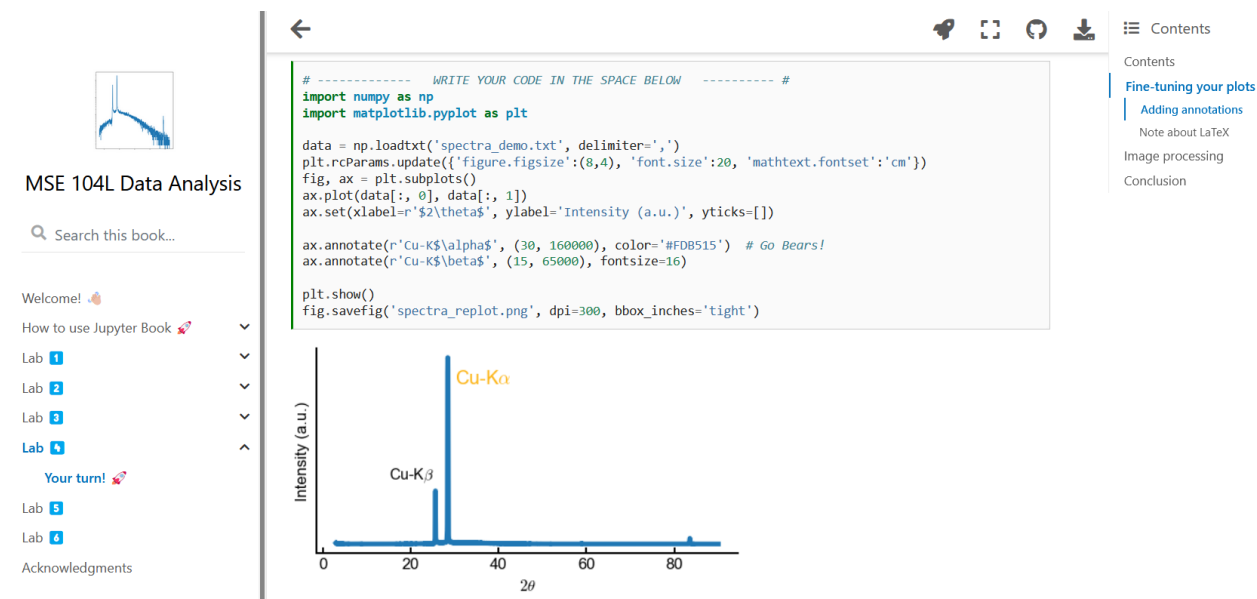 MSE 104L Data Analysis
Search this book...
Welcome! 👋🏼
How to use Jupyter Book 🚀
Lab 1️⃣
Lab 2️⃣
Lab 3️⃣
Lab 4️⃣
Your turn! 🚀
Lab 5️⃣
Lab 6️⃣
Acknowledgments
# -------------   WRITE YOUR CODE IN THE SPACE BELOW   ---------- #
import numpy as np
import matplotlib.pyplot as plt

data = np.loadtxt('spectra_demo.txt', delimiter=',')
plt.rcParams.update({'figure.figsize':(8,4), 'font.size':20, 'mathtext.fontset':'cm'})
fig, ax = plt.subplots()
ax.plot(data[:, 0], data[:, 1])
ax.set(xlabel=r'$2\theta$', ylabel='Intensity (a.u.)', yticks=[])

ax.annotate(r'Cu-K$\alpha$', (30, 160000), color='#FDB515')  # Go Bears!
ax.annotate(r'Cu-K$\beta$', (15, 65000), fontsize=16)

plt.show()
fig.savefig('spectra_replot.png', dpi=300, bbox_inches='tight')
Cu-Kα
Cu-Kβ
Intensity (a.u.)
0 20 40 60 80
2θ
Contents
Contents
Fine-tuning your plots
Adding annotations
Note about LaTeX
Image processing
Conclusion